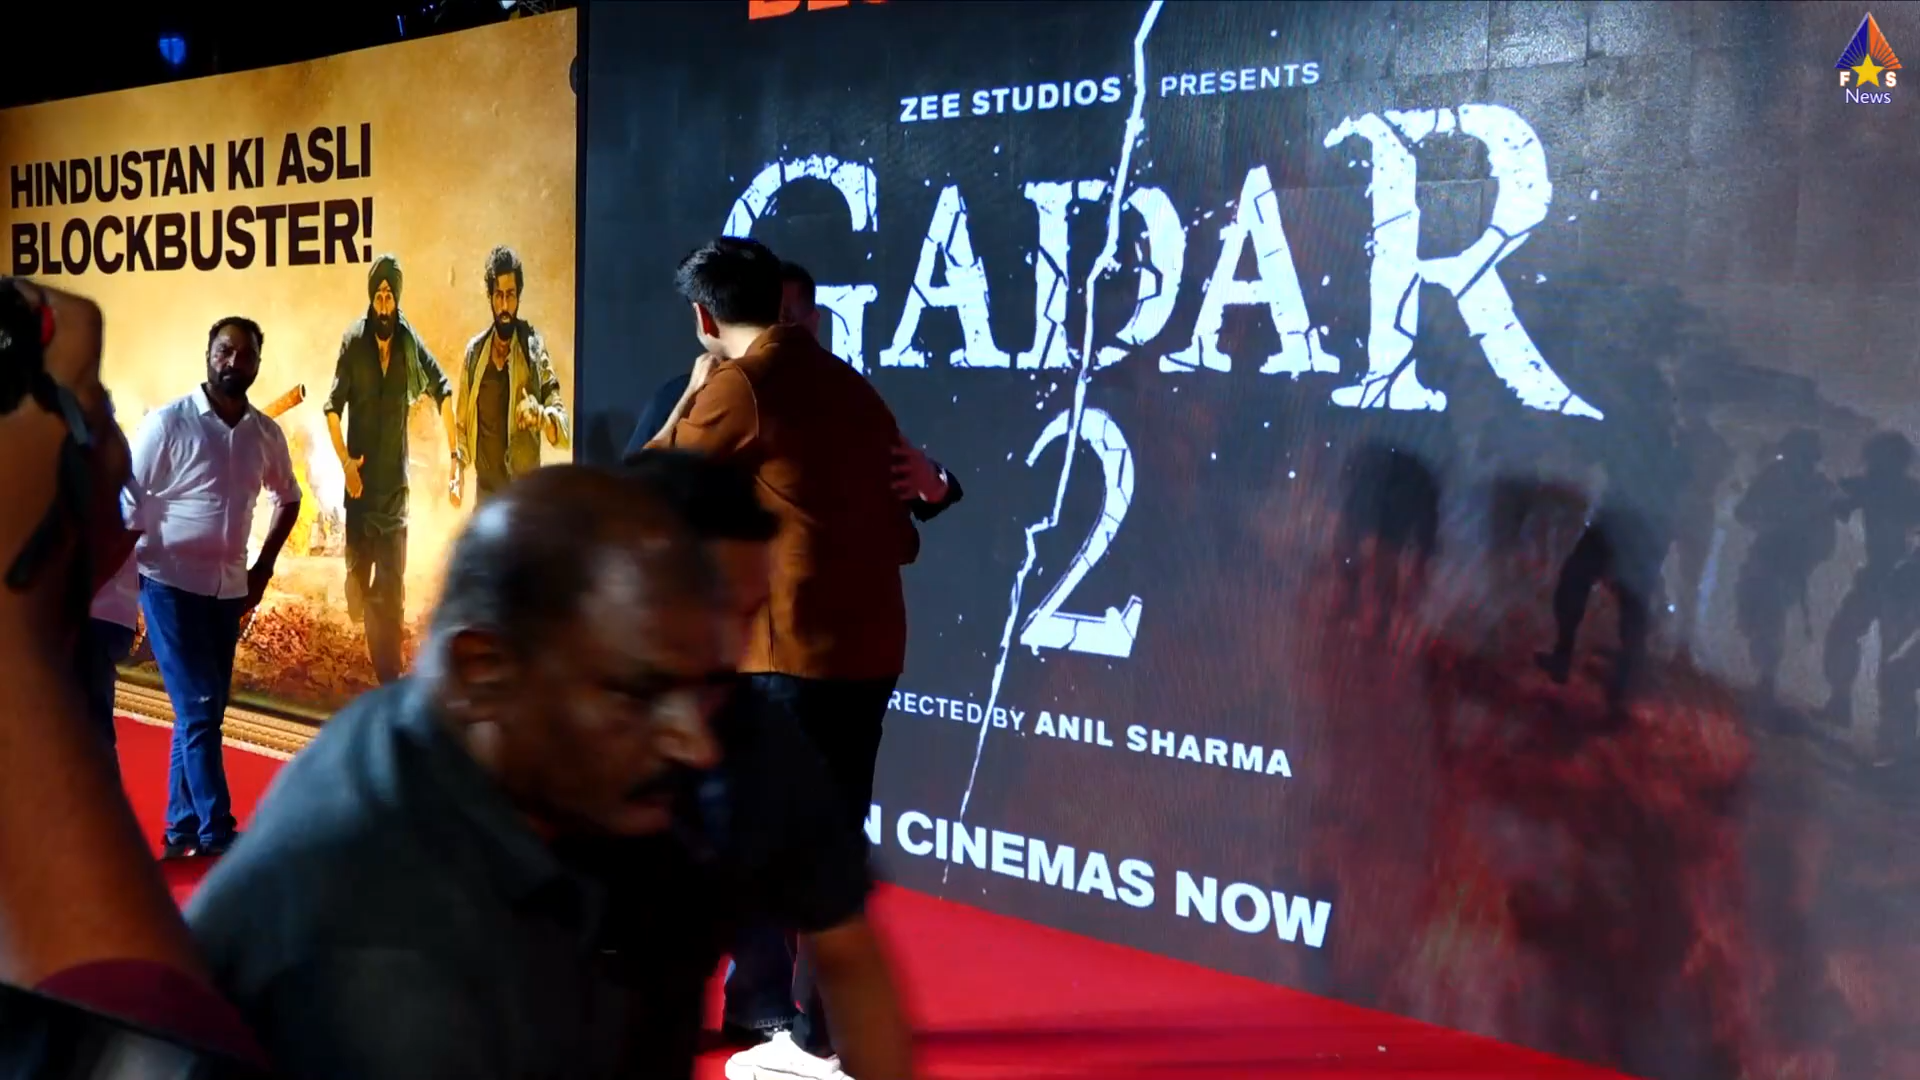 HINDUSTAN KI ASLI
BLOCKBUSTER!
ZEE STUDIOS PRESENTS
GADAR
2
RECTED BY ANIL SHARMA
N CINEMAS NOW
F S
News